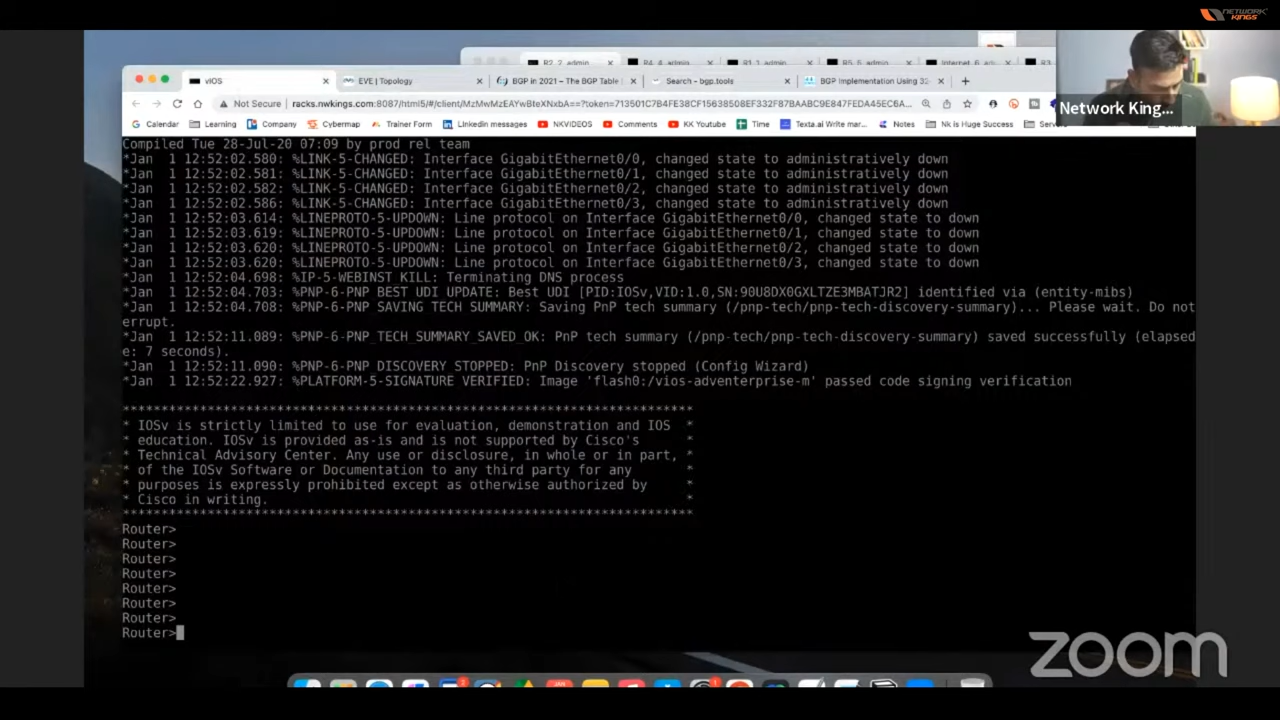 NETWORK
KINGS
R2_2_admin
R4_4_admin
R1_1_admin
R5_5_admin
vIOS
EVE | Topology
BGP in 2021 – The BGP Table
Search - bgp.tools
BGP Implementation Using 33
Not Secure
racks.nwkings.com:8087/html5/#/client/
Network King...
Calendar
Learning
Company
Cybermap
Trainer Form
Linkedin messages
NKVIDEOS
Comments
KK Youtube
Time
Texta.ai Write mar...
Notes
Nk is Huge Success
Compiled Tue 28-Jul-20 07:09 by prod_rel_team
*Jan  1 12:52:02.580: %LINK-5-CHANGED: Interface GigabitEthernet0/0, changed state to administratively down
*Jan  1 12:52:02.581: %LINK-5-CHANGED: Interface GigabitEthernet0/1, changed state to administratively down
*Jan  1 12:52:02.582: %LINK-5-CHANGED: Interface GigabitEthernet0/2, changed state to administratively down
*Jan  1 12:52:02.586: %LINK-5-CHANGED: Interface GigabitEthernet0/3, changed state to administratively down
*Jan  1 12:52:03.614: %LINEPROTO-5-UPDOWN: Line protocol on Interface GigabitEthernet0/0, changed state to down
*Jan  1 12:52:03.619: %LINEPROTO-5-UPDOWN: Line protocol on Interface GigabitEthernet0/1, changed state to down
*Jan  1 12:52:03.620: %LINEPROTO-5-UPDOWN: Line protocol on Interface GigabitEthernet0/2, changed state to down
*Jan  1 12:52:03.620: %LINEPROTO-5-UPDOWN: Line protocol on Interface GigabitEthernet0/3, changed state to down
*Jan  1 12:52:04.698: %IP-5-WEBINST_KILL: Terminating DNS process
*Jan  1 12:52:04.703: %PNP-6-PNP_BEST_UDI_UPDATE: Best UDI [PID:IOSv,VID:1.0,SN:90U8DX0GXLTZE3MBATJR2] identified via (entity-mibs)
*Jan  1 12:52:04.708: %PNP-6-PNP_SAVING_TECH_SUMMARY: Saving PnP tech summary (/pnp-tech/pnp-tech-discovery-summary)... Please wait. Do not
errupt.
*Jan  1 12:52:11.089: %PNP-6-PNP_TECH_SUMMARY_SAVED_OK: PnP tech summary (/pnp-tech/pnp-tech-discovery-summary) saved successfully (elapsed
e: 7 seconds).
*Jan  1 12:52:11.090: %PNP-6-PNP_DISCOVERY_STOPPED: PnP Discovery stopped (Config Wizard)
*Jan  1 12:52:22.927: %PLATFORM-5-SIGNATURE_VERIFIED: Image 'flash0:/vios-adventerprise-m' passed code signing verification
**************************************************************************
* IOSv is strictly limited to use for evaluation, demonstration and IOS  *
* education. IOSv is provided as-is and is not supported by Cisco's      *
* Technical Advisory Center. Any use or disclosure, in whole or in part, *
* of the IOSv Software or Documentation to any third party for any       *
* purposes is expressly prohibited except as otherwise authorized by     *
* Cisco in writing.                                                      *
**************************************************************************
Router>
Router>
Router>
Router>
Router>
Router>
Router>
Router>
zoom